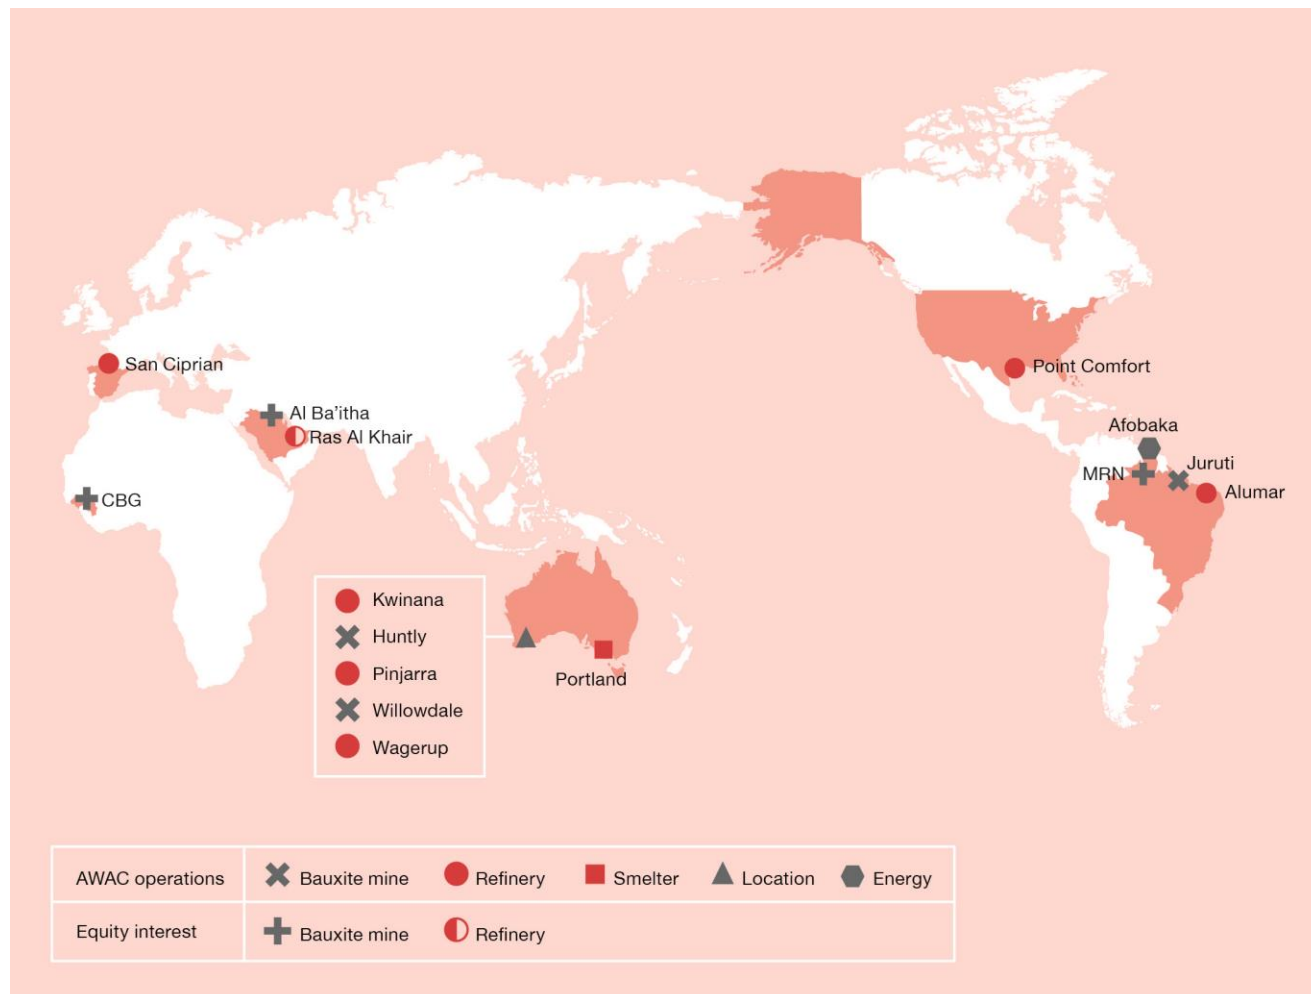 San Ciprian
Point Comfort
Al Ba’itha
Ras Al Khair
Afobaka
Juruti
MRN
Alumar
CBG
Kwinana
Huntly
Pinjarra
Willowdale
Wagerup
Portland
AWAC operations Bauxite mine Refinery Smelter Location Energy
Equity interest Bauxite mine Refinery